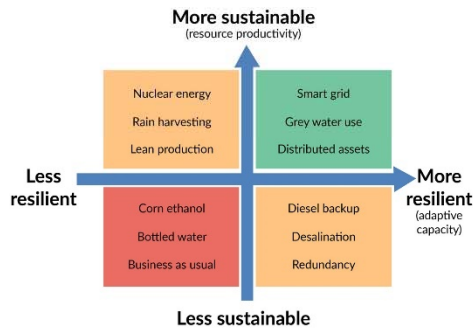 More sustainable
(resource productivity)
Nuclear energy
Rain harvesting
Lean production
Smart grid
Grey water use
Distributed assets
Less
resilient
More
resilient
(adaptive
capacity)
Corn ethanol
Bottled water
Business as usual
Diesel backup
Desalination
Redundancy
Less sustainable